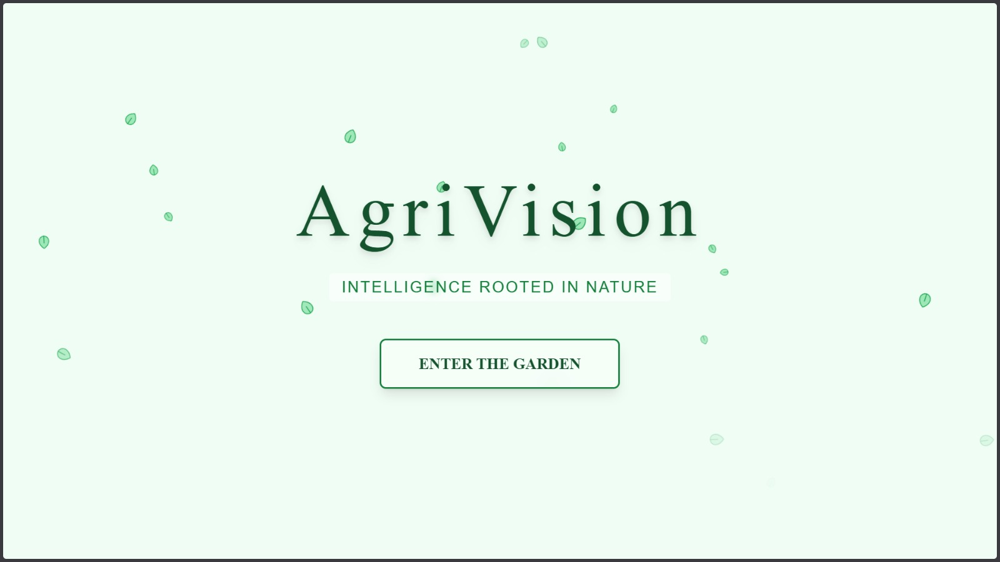 AgriVision
INTELLIGENCE ROOTED IN NATURE
ENTER THE GARDEN